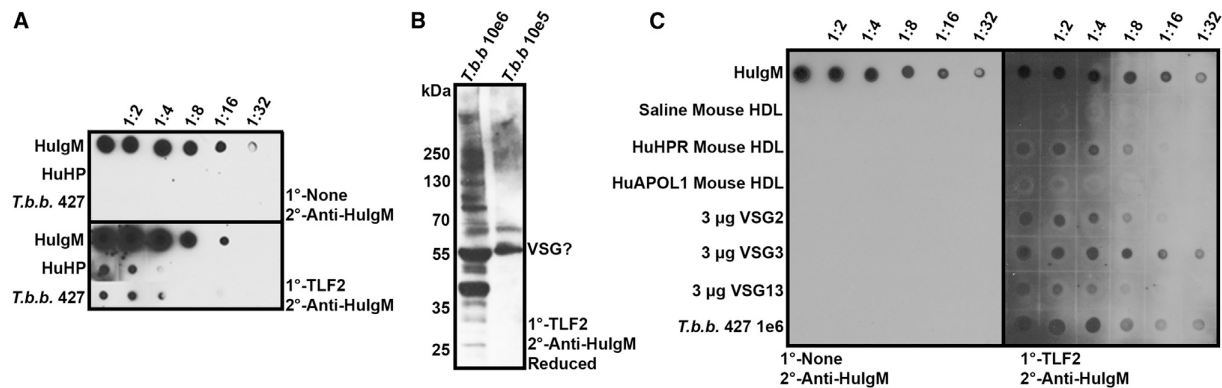 A
1:2 1:4 1:8 1:16 1:32
HuIgM
HuHP
T.b.b. 427
1°-None
2°-Anti-HuIgM
HuIgM
HuHP
T.b.b. 427
1°-TLF2
2°-Anti-HuIgM
B
T.b.b 10e6
T.b.b 10e5
kDa
250
130
70
55
35
25
VSG?
1°-TLF2
2°-Anti-HuIgM
Reduced
C
1:2 1:4 1:8 1:16 1:32 1:2 1:4 1:8 1:16 1:32
HuIgM
Saline Mouse HDL
HuHPR Mouse HDL
HuAPOL1 Mouse HDL
3 µg VSG2
3 µg VSG3
3 µg VSG13
T.b.b. 427 1e6
1°-None
2°-Anti-HuIgM
1°-TLF2
2°-Anti-HuIgM